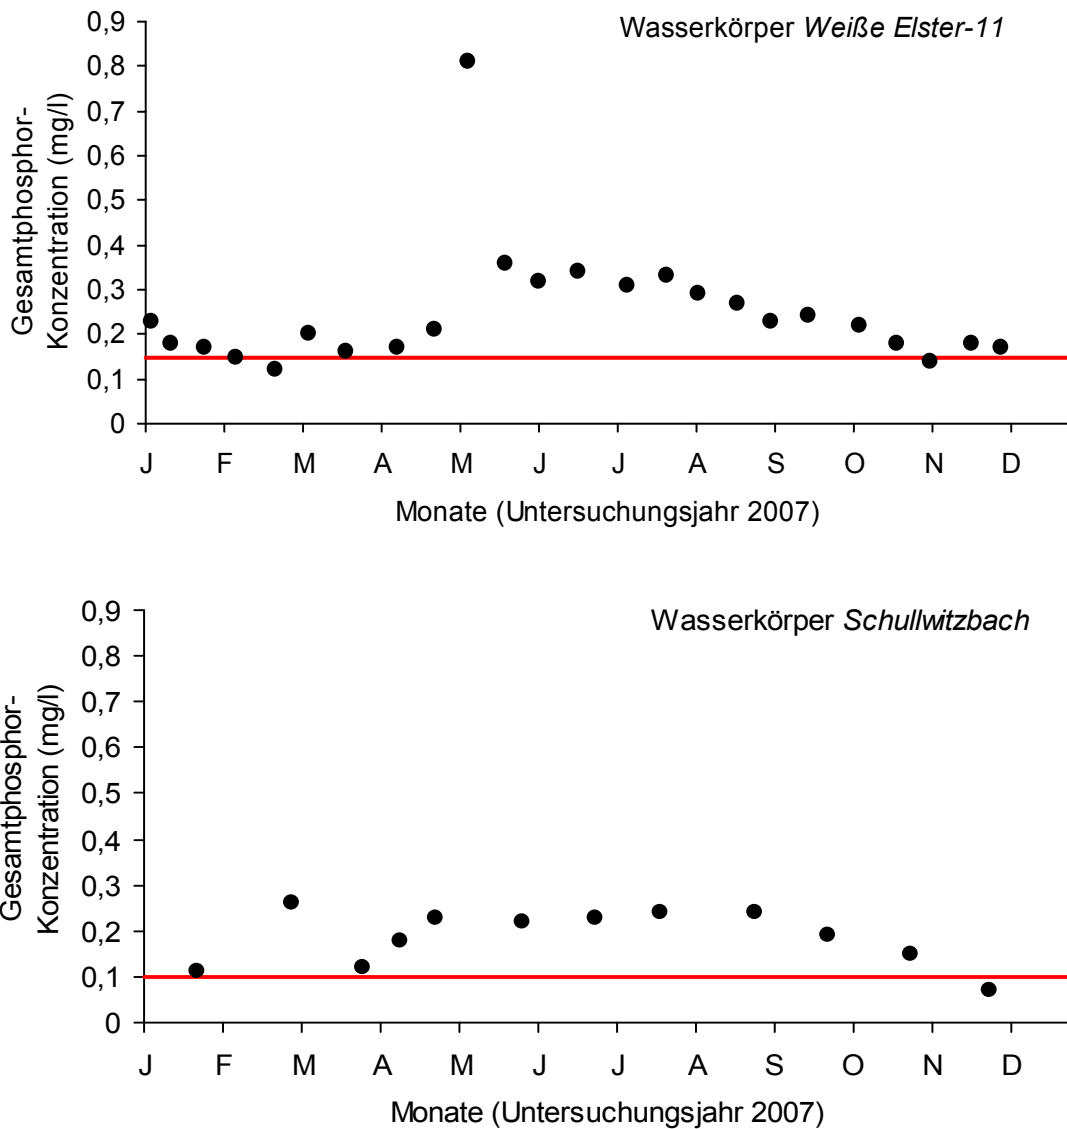 Wasserkörper Weiße Elster-11
Gesamtphosphor-
Konzentration (mg/l)
0,9
0,8
0,7
0,6
0,5
0,4
0,3
0,2
0,1
0
J F M A M J J A S O N D
Monate (Untersuchungsjahr 2007)
Wasserkörper Schullwitzbach
Gesamtphosphor-
Konzentration (mg/l)
0,9
0,8
0,7
0,6
0,5
0,4
0,3
0,2
0,1
0
J F M A M J J A S O N D
Monate (Untersuchungsjahr 2007)